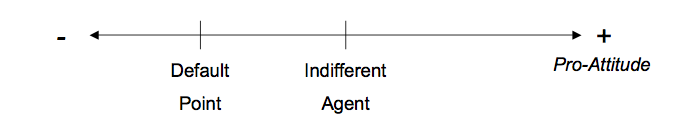 - +
Default Indifferent Pro-Attitude
Point Agent